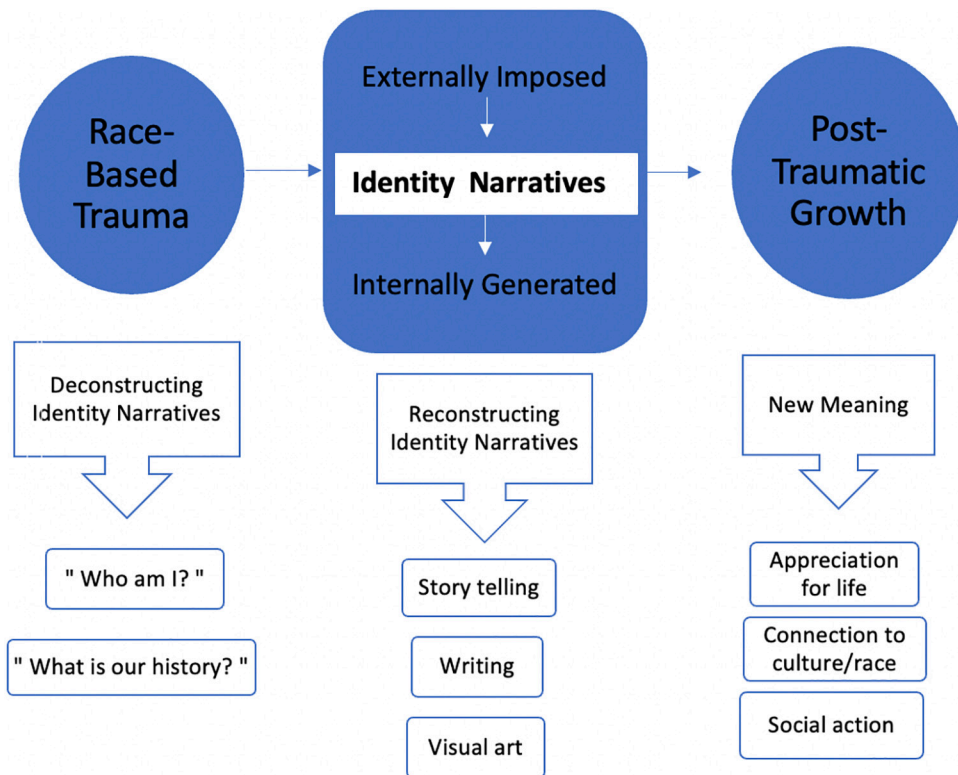 Race-
Based
Trauma
Externally Imposed
Identity Narratives
Internally Generated
Post-
Traumatic
Growth
Deconstructing
Identity Narratives
" Who am I? "
" What is our history? "
Reconstructing
Identity Narratives
Story telling
Writing
Visual art
New Meaning
Appreciation
for life
Connection to
culture/race
Social action